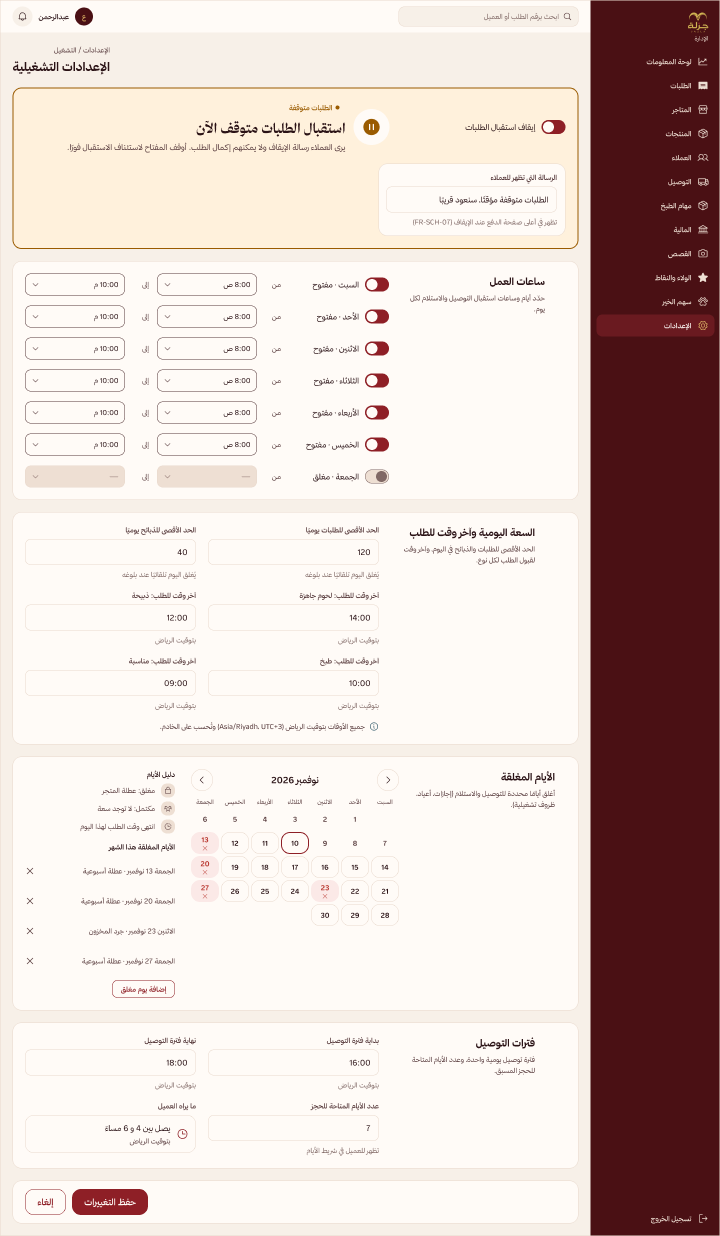 جزلة
الإدارة
لوحة المعلومات
الطلبات
المتاجر
المنتجات
العملاء
التوصيل
مهام الطبخ
المالية
القصص
الولاء والنقاط
سهم الخير
الإعدادات
تسجيل الخروج
ابحث برقم الطلب أو العميل
ع
عبدالرحمن
الإعدادات / التشغيل
الإعدادات التشغيلية
إيقاف استقبال الطلبات
الطلبات متوقفة
استقبال الطلبات متوقف الآن
يرى العملاء رسالة الإيقاف ولا يمكنهم إكمال الطلب. أوقف المفتاح لاستئناف الاستقبال فورًا.
الرسالة التي تظهر للعملاء
الطلبات متوقفة مؤقتًا، سنعود قريبًا
تظهر في أعلى صفحة الدفع عند الإيقاف (FR-SCH-07)
ساعات العمل
حدّد أيام وساعات استقبال التوصيل والاستلام لكل
يوم.
السبت · مفتوح من 8:00 ص إلى 10:00 م
الأحد · مفتوح من 8:00 ص إلى 10:00 م
الاثنين · مفتوح من 8:00 ص إلى 10:00 م
الثلاثاء · مفتوح من 8:00 ص إلى 10:00 م
الأربعاء · مفتوح من 8:00 ص إلى 10:00 م
الخميس · مفتوح من 8:00 ص إلى 10:00 م
الجمعة · مغلق من — إلى —
السعة اليومية وآخر وقت للطلب
الحد الأقصى للطلبات والذبائح في اليوم، وآخر وقت
لقبول الطلب لكل نوع.
الحد الأقصى للطلبات يوميًا
120
يُغلق اليوم تلقائيًا عند بلوغه
الحد الأقصى للذبائح يوميًا
40
يُغلق اليوم تلقائيًا عند بلوغه
آخر وقت للطلب: لحوم جاهزة
14:00
بتوقيت الرياض
آخر وقت للطلب: ذبيحة
12:00
بتوقيت الرياض
آخر وقت للطلب: طبخ
10:00
بتوقيت الرياض
آخر وقت للطلب: مناسبة
09:00
بتوقيت الرياض
جميع الأوقات بتوقيت الرياض (Asia/Riyadh، UTC+3) وتُحسب على الخادم.
الأيام المغلقة
أغلق أيامًا محددة للتوصيل والاستلام (إجازات، أعياد،
ظروف تشغيلية).
نوفمبر 2026
السبت الأحد الاثنين الثلاثاء الأربعاء الخميس الجمعة
1 2 3 4 5 6
7 8 9 10 11 12 13
14 15 16 17 18 19 20
21 22 23 24 25 26 27
28 29 30
دليل الأيام
مغلق: عطلة المتجر
مكتمل: لا توجد سعة
انتهى وقت الطلب لهذا اليوم
الأيام المغلقة هذا الشهر
الجمعة 13 نوفمبر · عطلة أسبوعية
الجمعة 20 نوفمبر · عطلة أسبوعية
الاثنين 23 نوفمبر · جرد المخزون
الجمعة 27 نوفمبر · عطلة أسبوعية
إضافة يوم مغلق
فترات التوصيل
فترة توصيل يومية واحدة، وعدد الأيام المتاحة
للحجز المسبق.
بداية فترة التوصيل
16:00
بتوقيت الرياض
نهاية فترة التوصيل
18:00
بتوقيت الرياض
عدد الأيام المتاحة للحجز
7
تظهر للعميل في شريط الأيام
ما يراه العميل
يصل بين 4 و 6 مساءً
بتوقيت الرياض
حفظ التغييرات
إلغاء